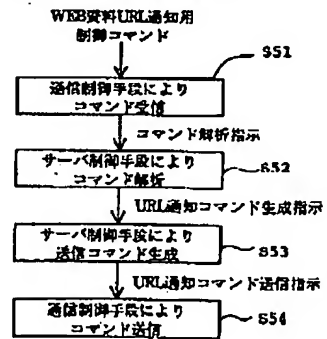 WEB資料URL通知用
制御コマンド
S51
通信制御手段により
コマンド受信
コマンド解析指示
サーバ制御手段により
コマンド解析
S52
URL通知コマンド生成指示
サーバ制御手段により
送信コマンド生成
S53
URL通知コマンド送信指示
通信制御手段により
コマンド送信
S54